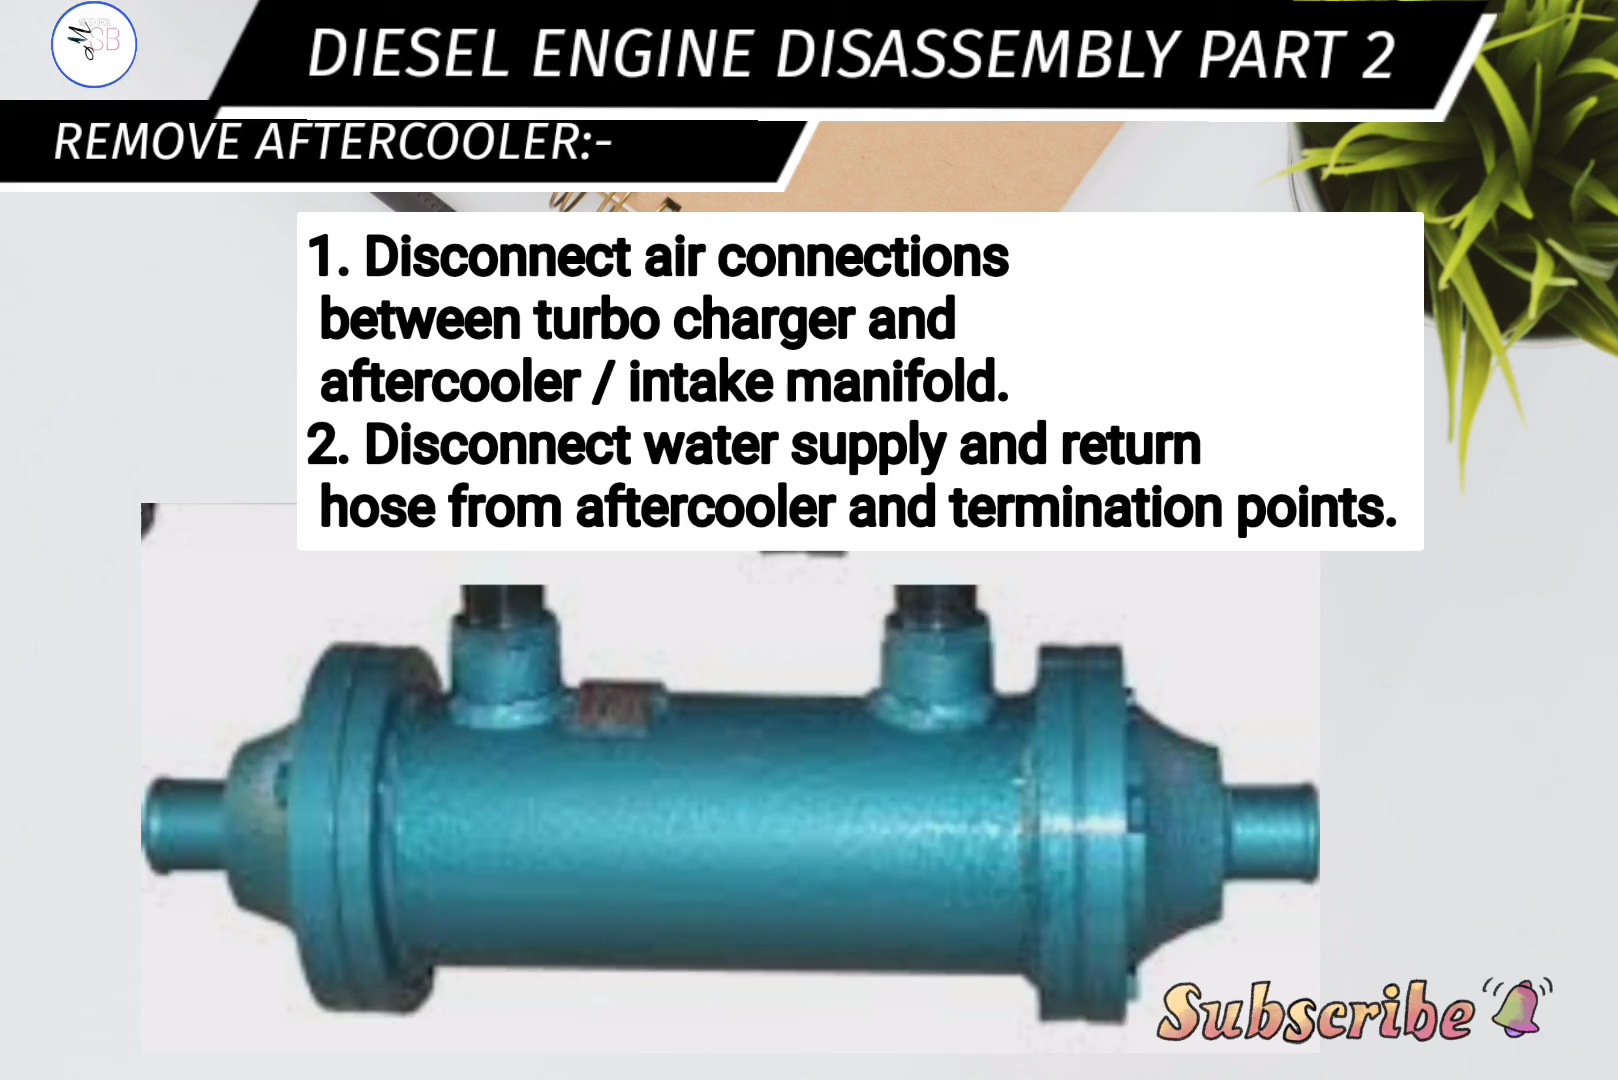 SB
DIESEL ENGINE DISASSEMBLY PART 2
REMOVE AFTERCOOLER:-
1. Disconnect air connections
between turbo charger and
aftercooler / intake manifold.
2. Disconnect water supply and return
hose from aftercooler and termination points.
Subscribe